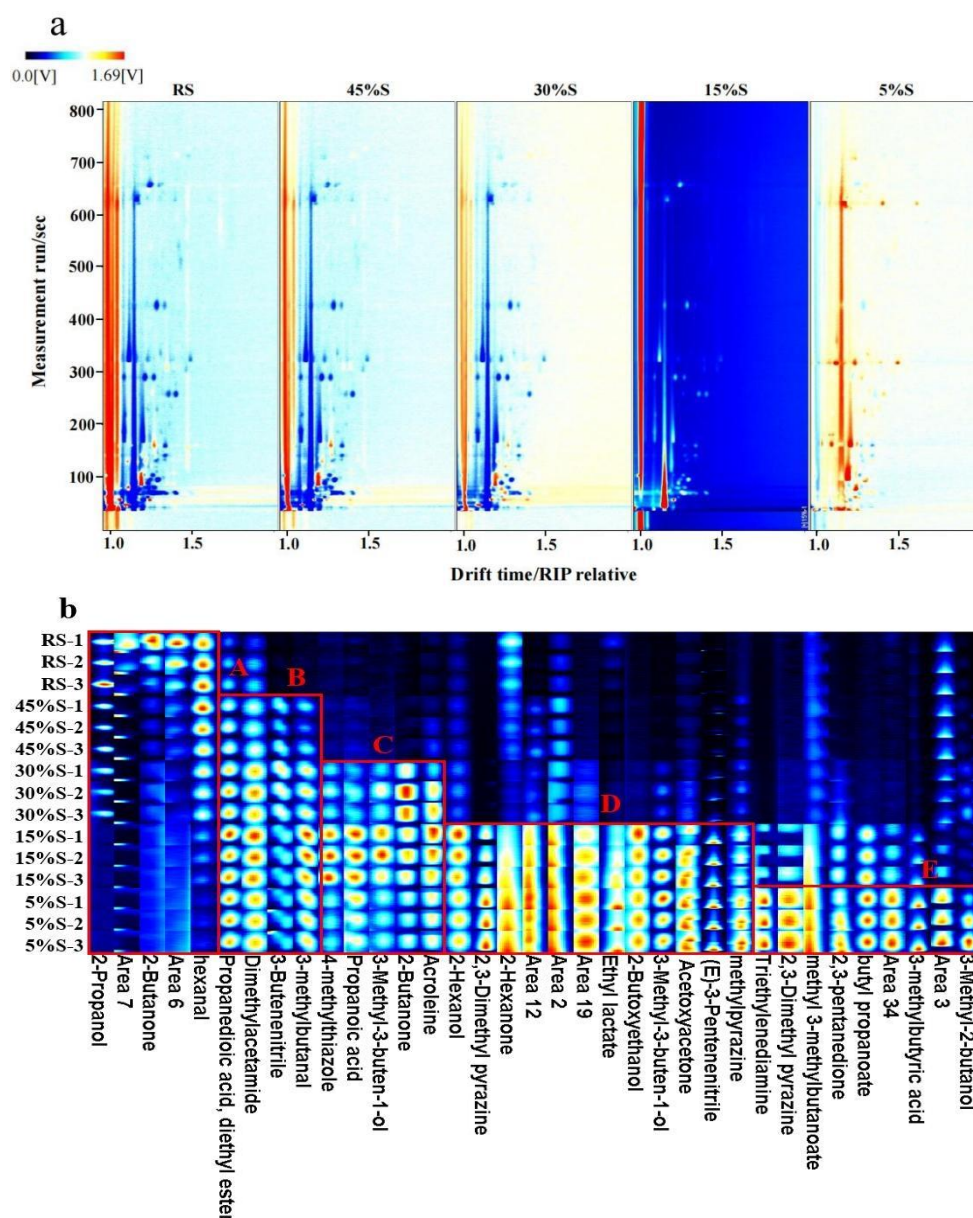 a
0.0[V] 1.69[V]
RS 45%S 30%S 15%S 5%S
800
700
600
500
400
300
200
100
Measurement run/sec
1.0 1.5 1.0 1.5 1.0 1.5 1.0 1.5 1.0 1.5
Drift time/RIP relative
b
RS-1
RS-2
RS-3
45%S-1
45%S-2
45%S-3
30%S-1
30%S-2
30%S-3
15%S-1
15%S-2
15%S-3
5%S-1
5%S-2
5%S-3
A
B
C
D
E
2-Propanol
Area 7
2-Butanone
Area 6
hexanal
Propanedioic acid, diethyl ester
Dimethylacetamide
3-Butenenitrile
3-methylbutanal
4-methylthiazole
Propanoic acid
3-Methyl-3-buten-1-ol
2-Butanone
Acroleine
2-Hexanol
2,3-Dimethyl pyrazine
2-Hexanone
Area 12
Area 2
Area 19
Ethyl lactate
2-Butoxyethanol
3-Methyl-3-buten-1-ol
Acetoxyacetone
(E)-3-Pentenenitrile
methylpyrazine
Triethylenediamine
2,3-Dimethyl pyrazine
methyl 3-methylbutanoate
2,3-pentanedione
butyl propanoate
Area 34
3-methylbutyric acid
Area 3
3-Methyl-2-butanol